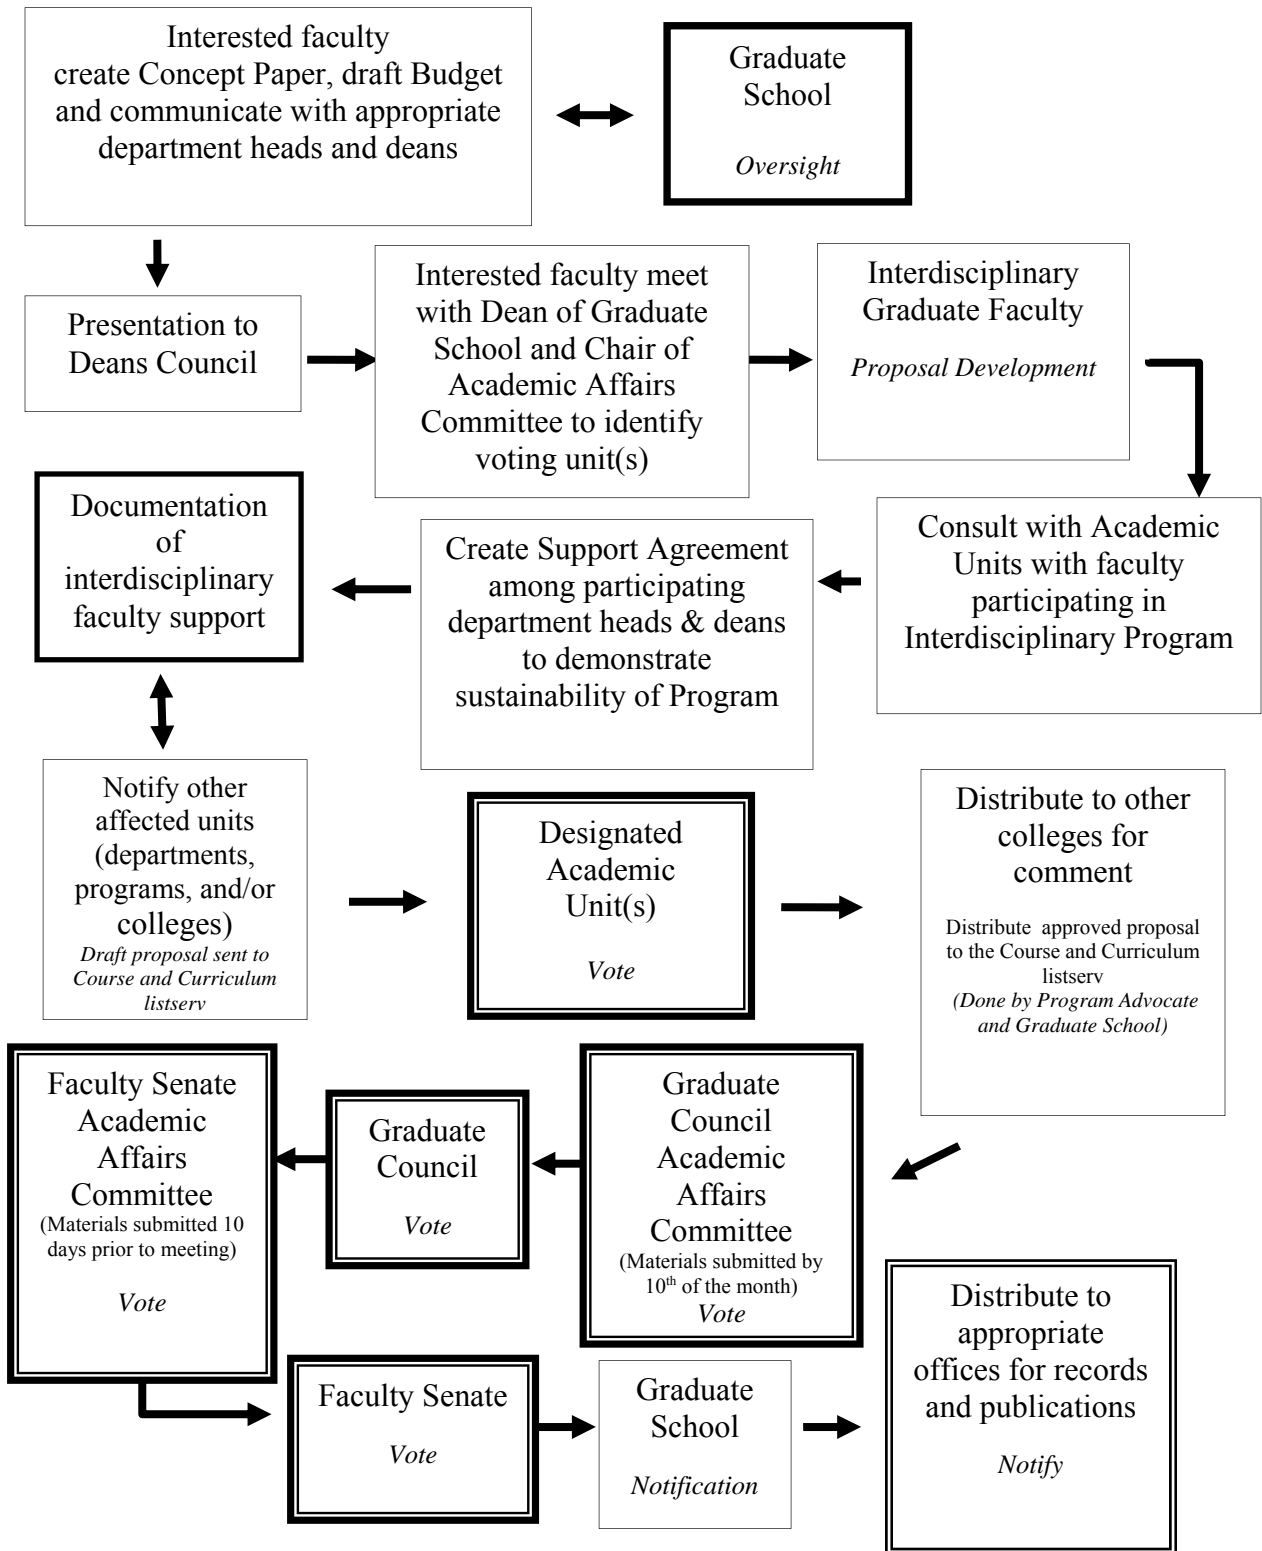 Interested faculty
create Concept Paper, draft Budget
and communicate with appropriate
department heads and deans
Graduate
School
Oversight
Presentation to
Deans Council
Interested faculty meet
with Dean of Graduate
School and Chair of
Academic Affairs
Committee to identify
voting unit(s)
Interdisciplinary
Graduate Faculty
Proposal Development
Consult with Academic
Units with faculty
participating in
Interdisciplinary Program
Create Support Agreement
among participating
department heads & deans
to demonstrate
sustainability of Program
Documentation
of
interdisciplinary
faculty support
Notify other
affected units
(departments,
programs, and/or
colleges)
Draft proposal sent to
Course and Curriculum
listserv
Designated
Academic
Unit(s)
Vote
Distribute to other
colleges for
comment
Distribute approved proposal
to the Course and Curriculum
listserv
(Done by Program Advocate
and Graduate School)
Graduate
Council
Academic
Affairs
Committee
(Materials submitted by
10th of the month)
Vote
Graduate
Council
Vote
Faculty Senate
Academic
Affairs
Committee
(Materials submitted 10
days prior to meeting)
Vote
Faculty Senate
Vote
Graduate
School
Notification
Distribute to
appropriate
offices for records
and publications
Notify